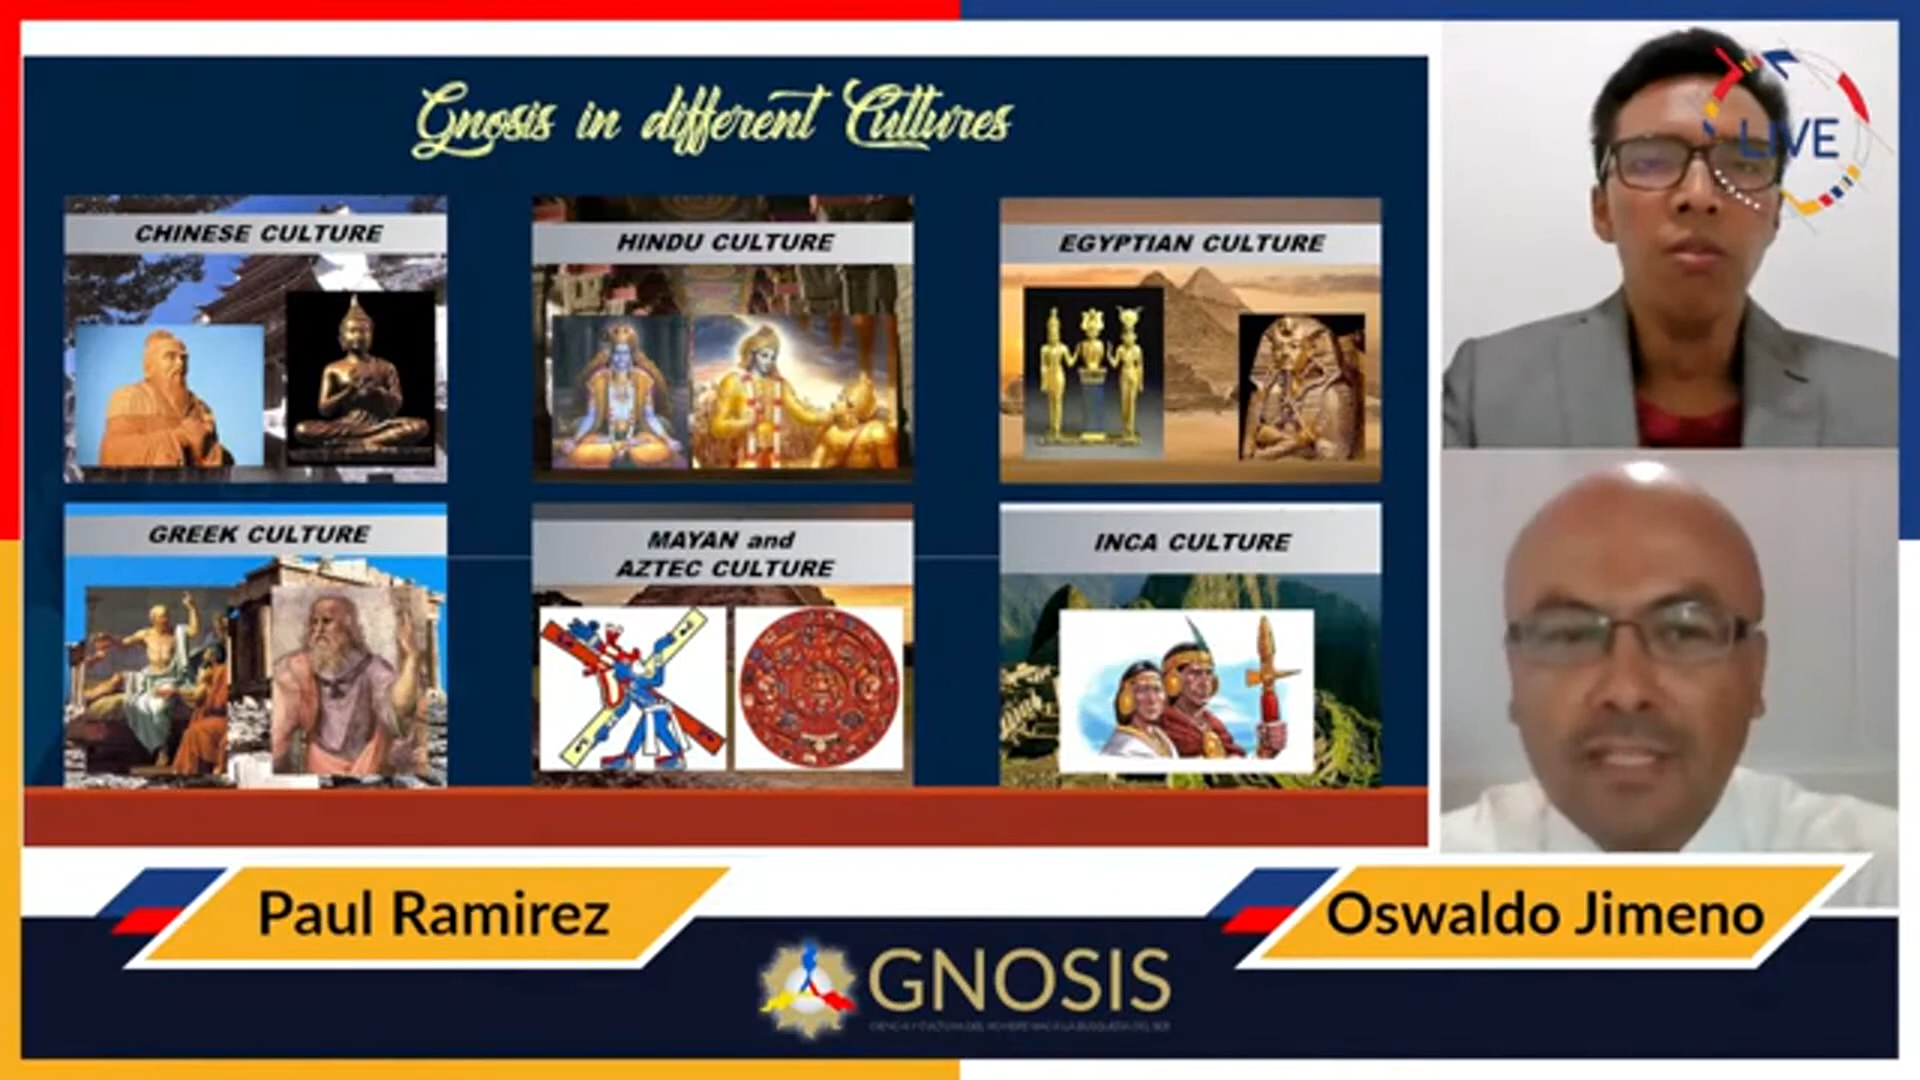 Gnosis in different Cultures
LIVE
CHINESE CULTURE
HINDU CULTURE
EGYPTIAN CULTURE
GREEK CULTURE
MAYAN and
AZTEC CULTURE
INCA CULTURE
Paul Ramirez
Oswaldo Jimeno
GNOSIS